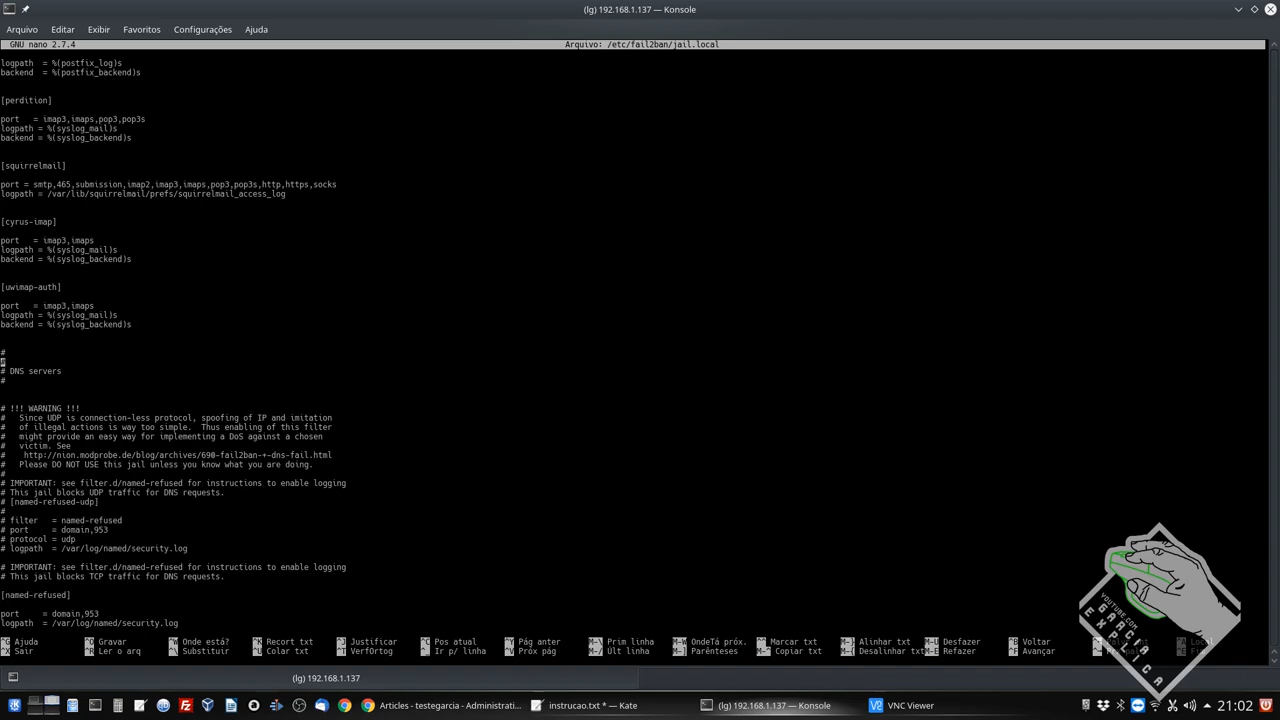 (lg) 192.168.1.137 — Konsole
Arquivo Editar Exibir Favoritos Configurações Ajuda
GNU nano 2.7.4 Arquivo: /etc/fail2ban/jail.local
logpath  = %(postfix_log)s
backend  = %(postfix_backend)s
[perdition]
port   = imap3,imaps,pop3,pop3s
logpath = %(syslog_mail)s
backend = %(syslog_backend)s
[squirrelmail]
port = smtp,465,submission,imap2,imap3,imaps,pop3,pop3s,http,https,socks
logpath = /var/lib/squirrelmail/prefs/squirrelmail_access_log
[cyrus-imap]
port   = imap3,imaps
logpath = %(syslog_mail)s
backend = %(syslog_backend)s
[uwimap-auth]
port   = imap3,imaps
logpath = %(syslog_mail)s
backend = %(syslog_backend)s
#
#
# DNS servers
#
# !!! WARNING !!!
#   Since UDP is connection-less protocol, spoofing of IP and imitation
#   of illegal actions is way too simple.  Thus enabling of this filter
#   might provide an easy way for implementing a DoS against a chosen
#   victim. See
#    http://nion.modprobe.de/blog/archives/690-fail2ban-+-dns-fail.html
#   Please DO NOT USE this jail unless you know what you are doing.
#
# IMPORTANT: see filter.d/named-refused for instructions to enable logging
# This jail blocks UDP traffic for DNS requests.
# [named-refused-udp]
#
# filter   = named-refused
# port     = domain,953
# protocol = udp
# logpath  = /var/log/named/security.log
# IMPORTANT: see filter.d/named-refused for instructions to enable logging
# This jail blocks TCP traffic for DNS requests.
[named-refused]
port     = domain,953
logpath  = /var/log/named/security.log
^G Ajuda ^O Gravar ^W Onde está? ^K Recort txt ^J Justificar ^C Pos atual ^Y Pág anter M-\ Prim linha M-W OndeTá próx. ^^ Marcar txt M-} Alinhar txt M-U Desfazer ^B Voltar
^X Sair ^R Ler o arq ^\ Substituir ^U Colar txt ^T VerfOrtog ^_ Ir p/ linha ^V Próx pág M-/ Últ linha M-] Parênteses M-^ Copiar txt M-{ Desalinhar txt M-E Refazer ^F Avançar
YOUTUBE.COM
GARCIA
EXPLICA
(lg) 192.168.1.137
Articles - testegarcia - Administrati... instrucao.txt * — Kate (lg) 192.168.1.137 — Konsole VNC Viewer 21:02